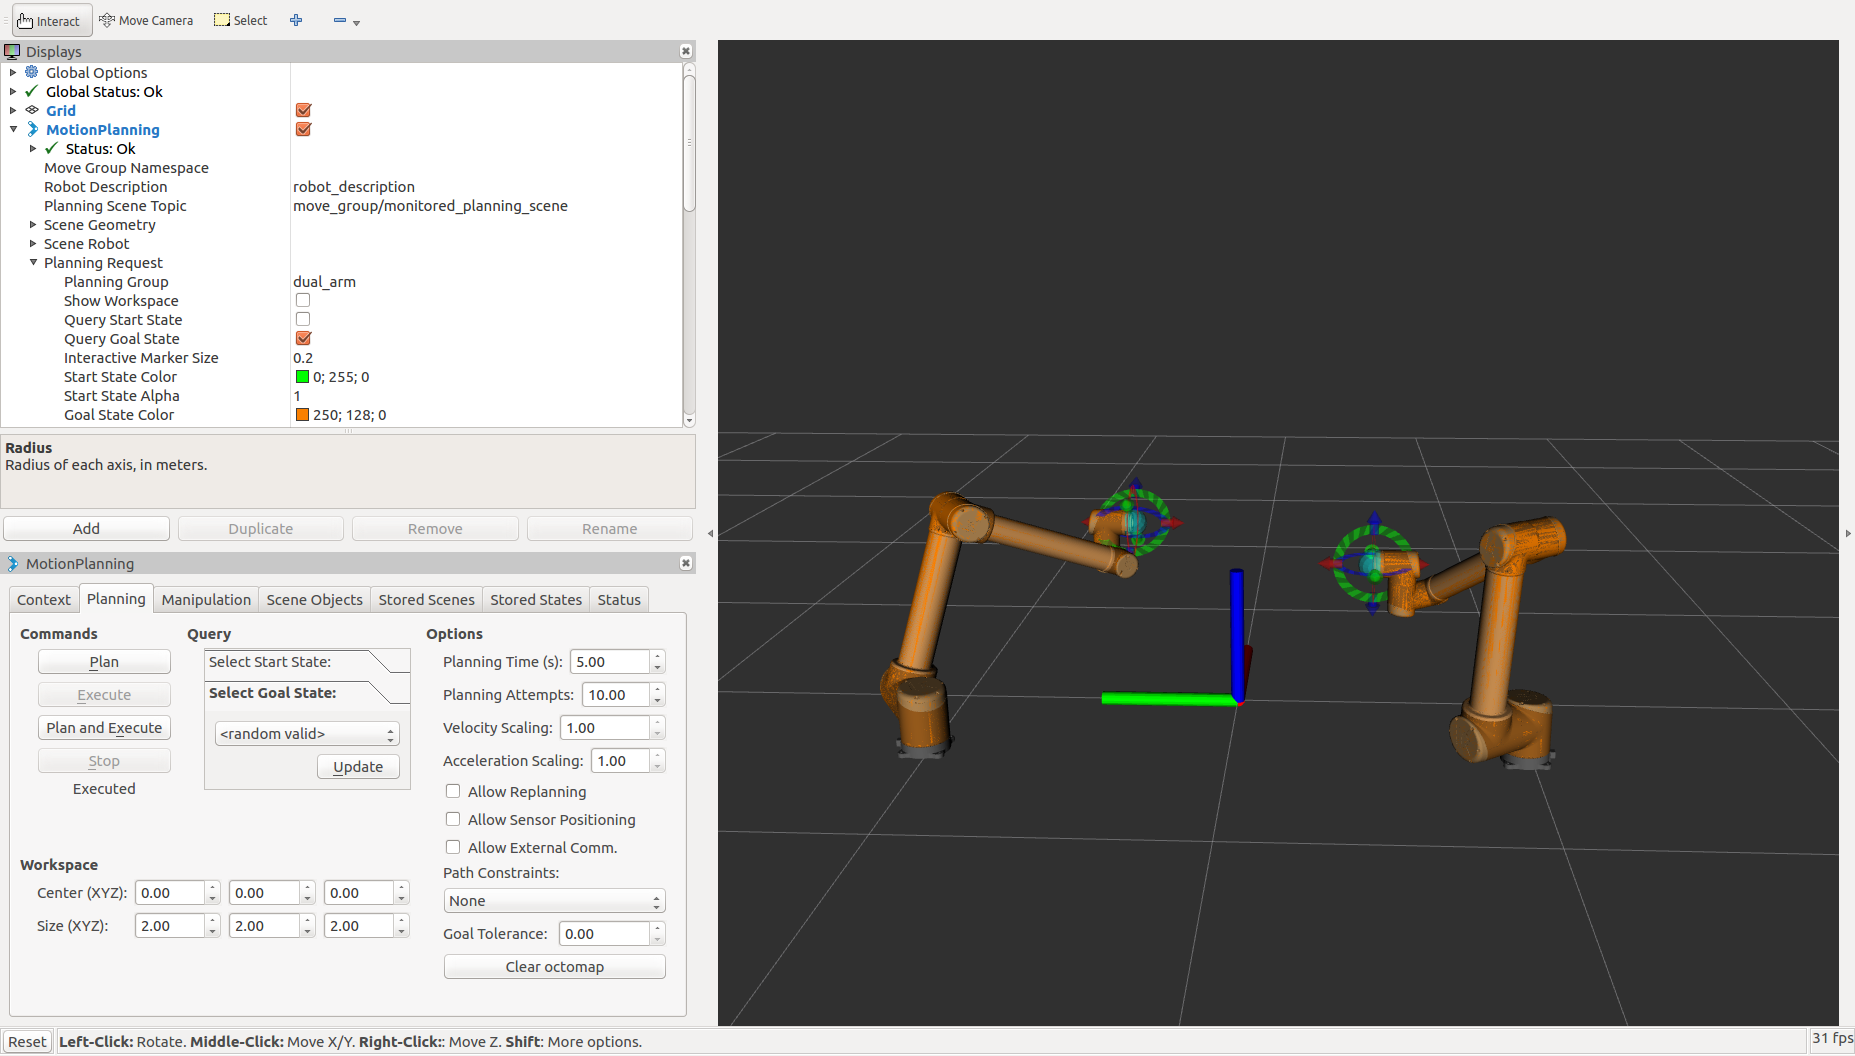 Interact Move Camera Select
Displays
Global Options
Global Status: Ok
Grid
MotionPlanning
Status: Ok
Move Group Namespace
Robot Description robot_description
Planning Scene Topic move_group/monitored_planning_scene
Scene Geometry
Scene Robot
Planning Request
Planning Group dual_arm
Show Workspace
Query Start State
Query Goal State
Interactive Marker Size 0.2
Start State Color 0; 255; 0
Start State Alpha 1
Goal State Color 250; 128; 0
Radius
Radius of each axis, in meters.
Add Duplicate Remove Rename
MotionPlanning
Context Planning Manipulation Scene Objects Stored Scenes Stored States Status
Commands
Plan
Execute
Plan and Execute
Stop
Executed
Query
Select Start State:
Select Goal State:
<random valid>
Update
Options
Planning Time (s): 5.00
Planning Attempts: 10.00
Velocity Scaling: 1.00
Acceleration Scaling: 1.00
Allow Replanning
Allow Sensor Positioning
Allow External Comm.
Path Constraints:
None
Goal Tolerance: 0.00
Clear octomap
Workspace
Center (XYZ): 0.00 0.00 0.00
Size (XYZ): 2.00 2.00 2.00
Reset Left-Click: Rotate. Middle-Click: Move X/Y. Right-Click:: Move Z. Shift: More options. 31 fps